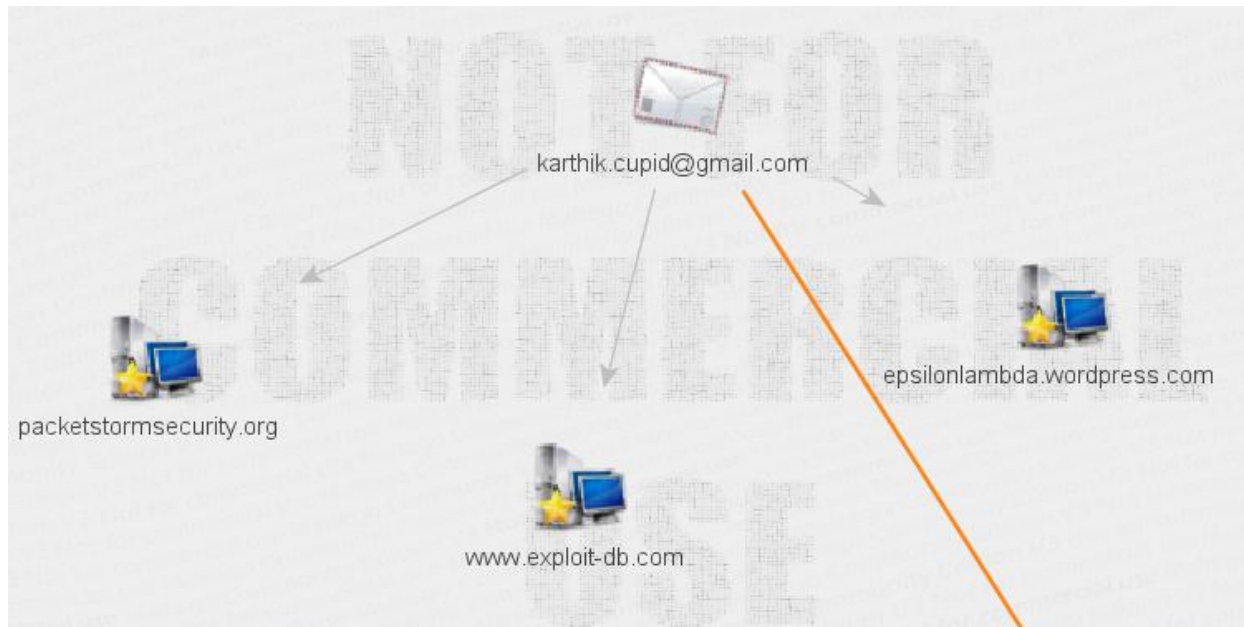 NOT FOR
karthik.cupid@gmail.com
COMMERCIAL
epsilonlambda.wordpress.com
packetstormsecurity.org
www.exploit-db.com
USE